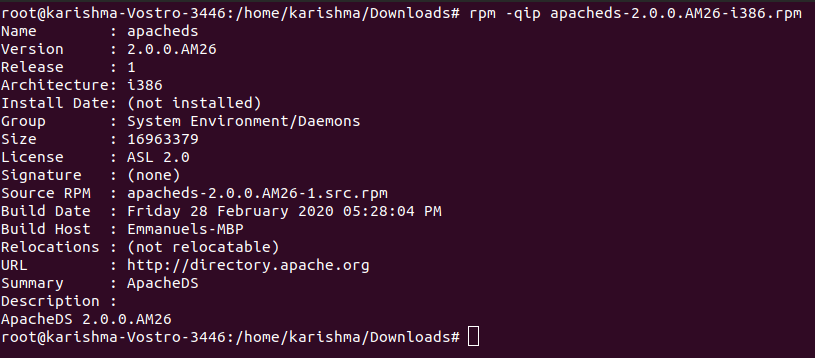 root@karishma-Vostro-3446:/home/karishma/Downloads# rpm -qip apacheds-2.0.0.AM26-i386.rpm
Name        : apacheds
Version     : 2.0.0.AM26
Release     : 1
Architecture: i386
Install Date: (not installed)
Group       : System Environment/Daemons
Size        : 16963379
License     : ASL 2.0
Signature   : (none)
Source RPM  : apacheds-2.0.0.AM26-1.src.rpm
Build Date  : Friday 28 February 2020 05:28:04 PM
Build Host  : Emmanuels-MBP
Relocations : (not relocatable)
URL         : http://directory.apache.org
Summary     : ApacheDS
Description :
ApacheDS 2.0.0.AM26
root@karishma-Vostro-3446:/home/karishma/Downloads#